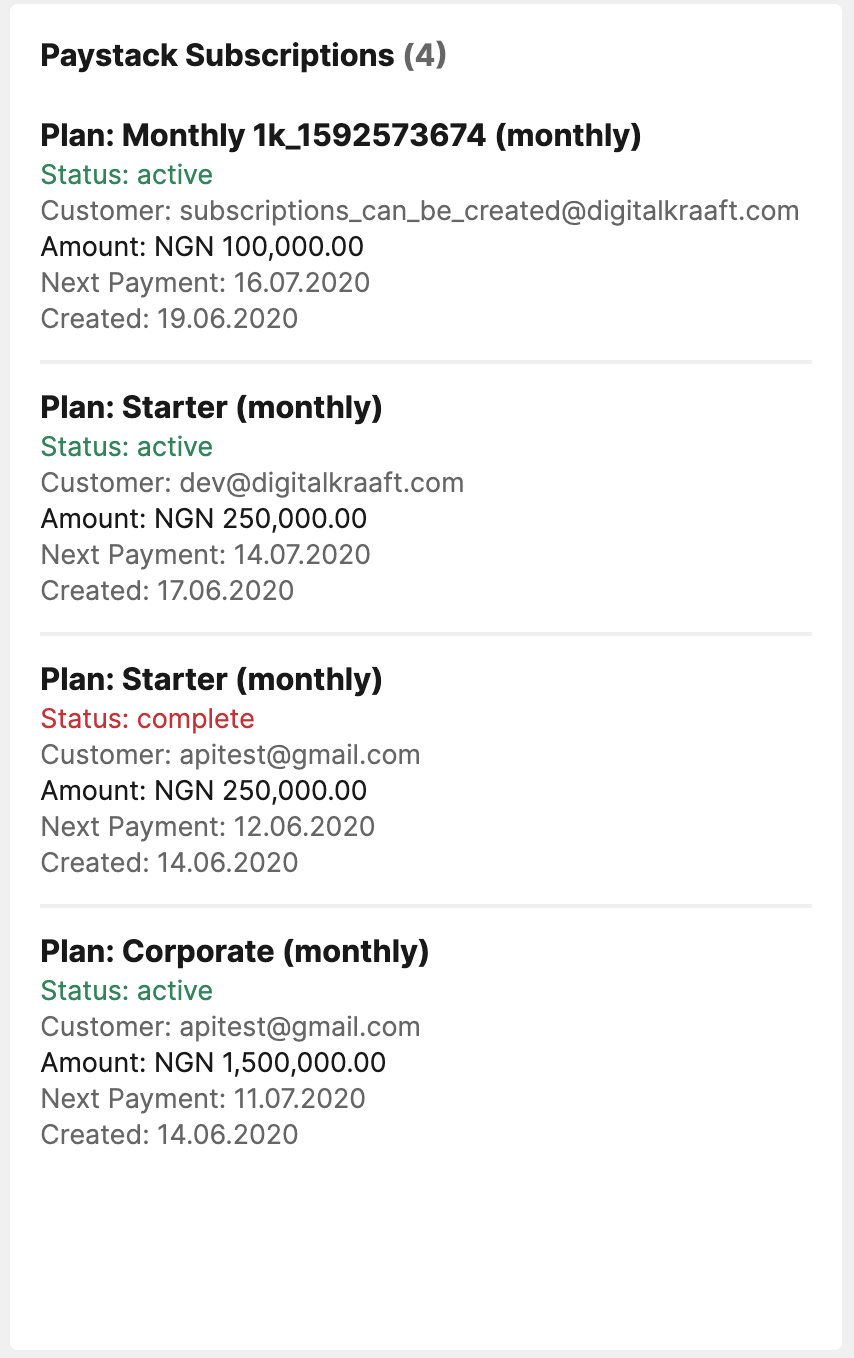 Paystack Subscriptions (4)
Plan: Monthly 1k_1592573674 (monthly)
Status: active
Customer: subscriptions_can_be_created@digitalkraaft.com
Amount: NGN 100,000.00
Next Payment: 16.07.2020
Created: 19.06.2020
Plan: Starter (monthly)
Status: active
Customer: dev@digitalkraaft.com
Amount: NGN 250,000.00
Next Payment: 14.07.2020
Created: 17.06.2020
Plan: Starter (monthly)
Status: complete
Customer: apitest@gmail.com
Amount: NGN 250,000.00
Next Payment: 12.06.2020
Created: 14.06.2020
Plan: Corporate (monthly)
Status: active
Customer: apitest@gmail.com
Amount: NGN 1,500,000.00
Next Payment: 11.07.2020
Created: 14.06.2020